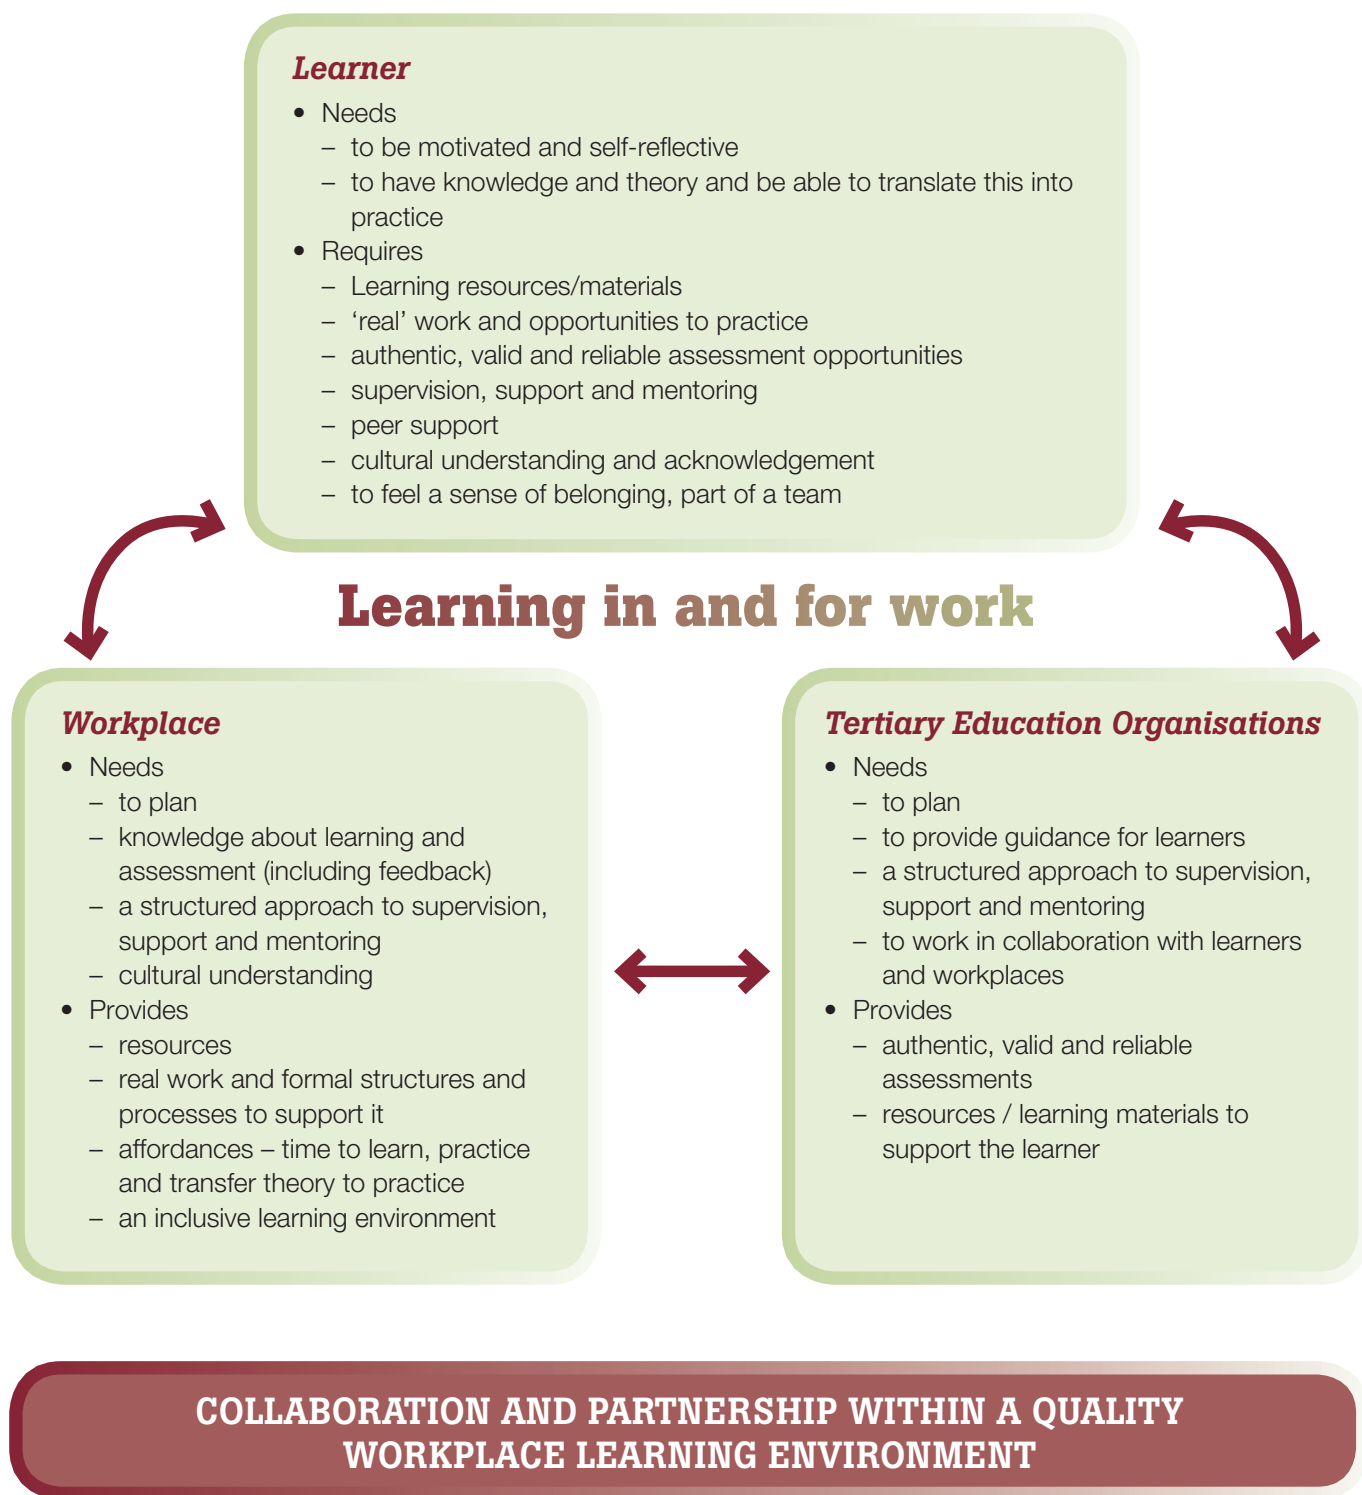 Learner
• Needs
– to be motivated and self-reflective
– to have knowledge and theory and be able to translate this into
practice
• Requires
– Learning resources/materials
– ‘real’ work and opportunities to practice
– authentic, valid and reliable assessment opportunities
– supervision, support and mentoring
– peer support
– cultural understanding and acknowledgement
– to feel a sense of belonging, part of a team
Learning in and for work
Workplace
• Needs
– to plan
– knowledge about learning and
assessment (including feedback)
– a structured approach to supervision,
support and mentoring
– cultural understanding
• Provides
– resources
– real work and formal structures and
processes to support it
– affordances – time to learn, practice
and transfer theory to practice
– an inclusive learning environment
Tertiary Education Organisations
• Needs
– to plan
– to provide guidance for learners
– a structured approach to supervision,
support and mentoring
– to work in collaboration with learners
and workplaces
• Provides
– authentic, valid and reliable
assessments
– resources / learning materials to
support the learner
COLLABORATION AND PARTNERSHIP WITHIN A QUALITY
WORKPLACE LEARNING ENVIRONMENT